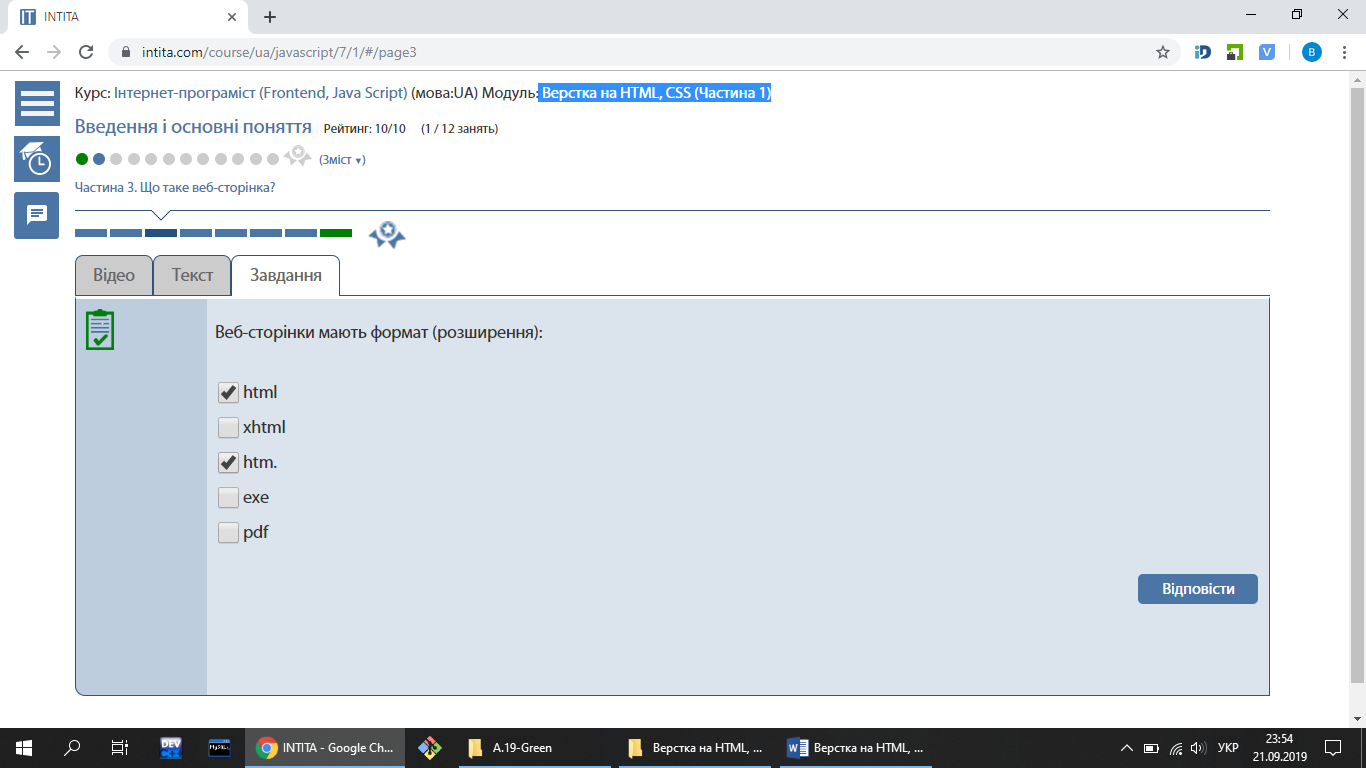 INTITA
intita.com/course/ua/javascript/7/1/#/page3
B
Курс: Інтернет-програміст (Frontend, Java Script) (мова:UA) Модуль: Верстка на HTML, CSS (Частина 1)
Введення і основні поняття Рейтинг: 10/10 (1 / 12 занять)
(Зміст ▼)
Частина 3. Що таке веб-сторінка?
Відео Текст Завдання
Веб-сторінки мають формат (розширення):
html
xhtml
htm.
exe
pdf
Відповісти
INTITA - Google Ch... A.19-Green Верстка на HTML, ... Верстка на HTML, ... УКР 23:54
21.09.2019